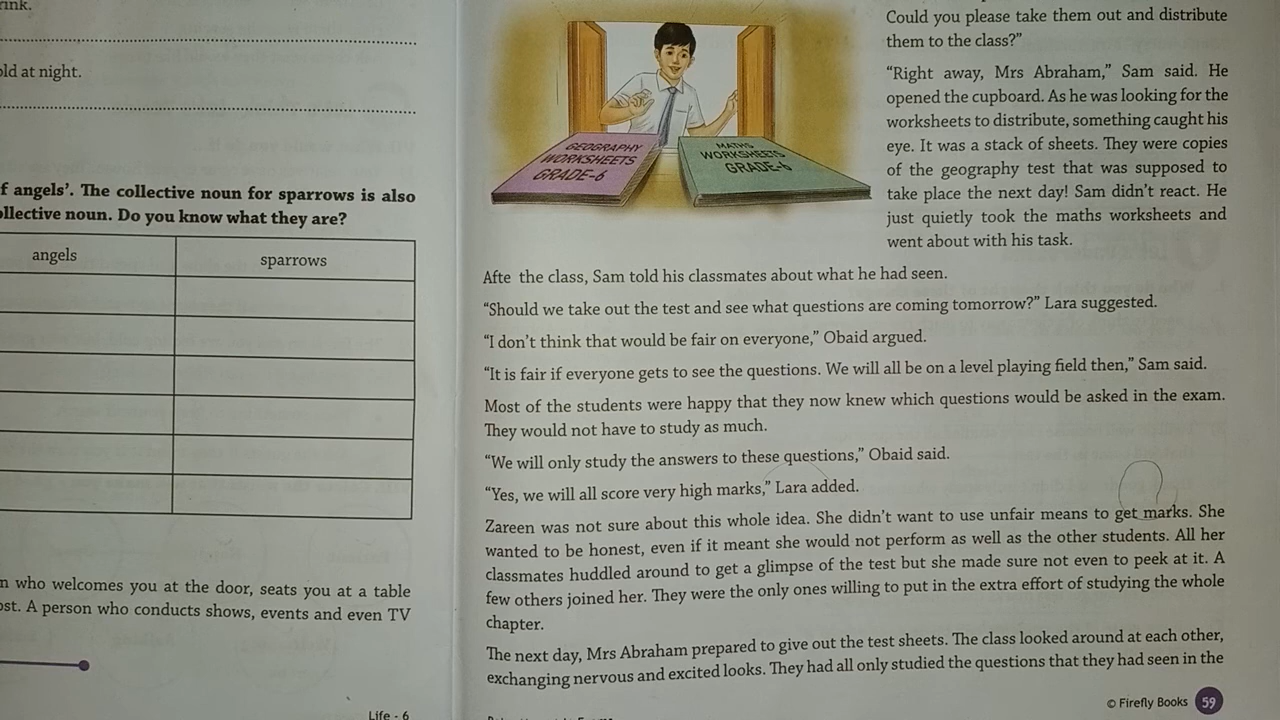 old at night.
f angels’. The collective noun for sparrows is also
ollective noun. Do you know what they are?
angels sparrows
n who welcomes you at the door, seats you at a table
ost. A person who conducts shows, events and even TV
Life - 6
GEOGRAPHY
WORKSHEETS
GRADE-6
MATHS
WORKSHEETS
GRADE-6
Could you please take them out and distribute
them to the class?”
“Right away, Mrs Abraham,” Sam said. He
opened the cupboard. As he was looking for the
worksheets to distribute, something caught his
eye. It was a stack of sheets. They were copies
of the geography test that was supposed to
take place the next day! Sam didn’t react. He
just quietly took the maths worksheets and
went about with his task.
Afte the class, Sam told his classmates about what he had seen.
“Should we take out the test and see what questions are coming tomorrow?” Lara suggested.
“I don’t think that would be fair on everyone,” Obaid argued.
“It is fair if everyone gets to see the questions. We will all be on a level playing field then,” Sam said.
Most of the students were happy that they now knew which questions would be asked in the exam.
They would not have to study as much.
“We will only study the answers to these questions,” Obaid said.
“Yes, we will all score very high marks,” Lara added.
Zareen was not sure about this whole idea. She didn’t want to use unfair means to get marks. She
wanted to be honest, even if it meant she would not perform as well as the other students. All her
classmates huddled around to get a glimpse of the test but she made sure not even to peek at it. A
few others joined her. They were the only ones willing to put in the extra effort of studying the whole
chapter.
The next day, Mrs Abraham prepared to give out the test sheets. The class looked around at each other,
exchanging nervous and excited looks. They had all only studied the questions that they had seen in the
© Firefly Books 59